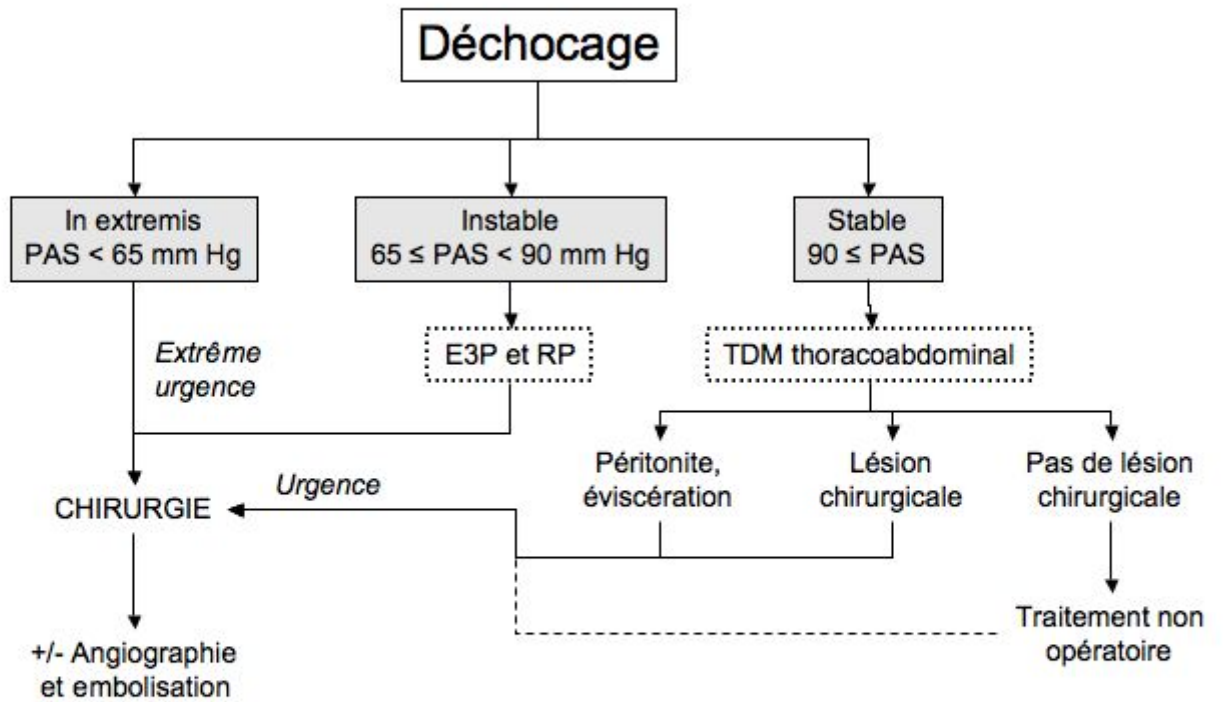 Déchocage
In extremis
PAS < 65 mm Hg
Instable
65 ≤ PAS < 90 mm Hg
Stable
90 ≤ PAS
Extrême
urgence
E3P et RP
TDM thoracoabdominal
Péritonite,
éviscération
Lésion
chirurgicale
Pas de lésion
chirurgicale
Urgence
CHIRURGIE
Traitement non
opératoire
+/- Angiographie
et embolisation